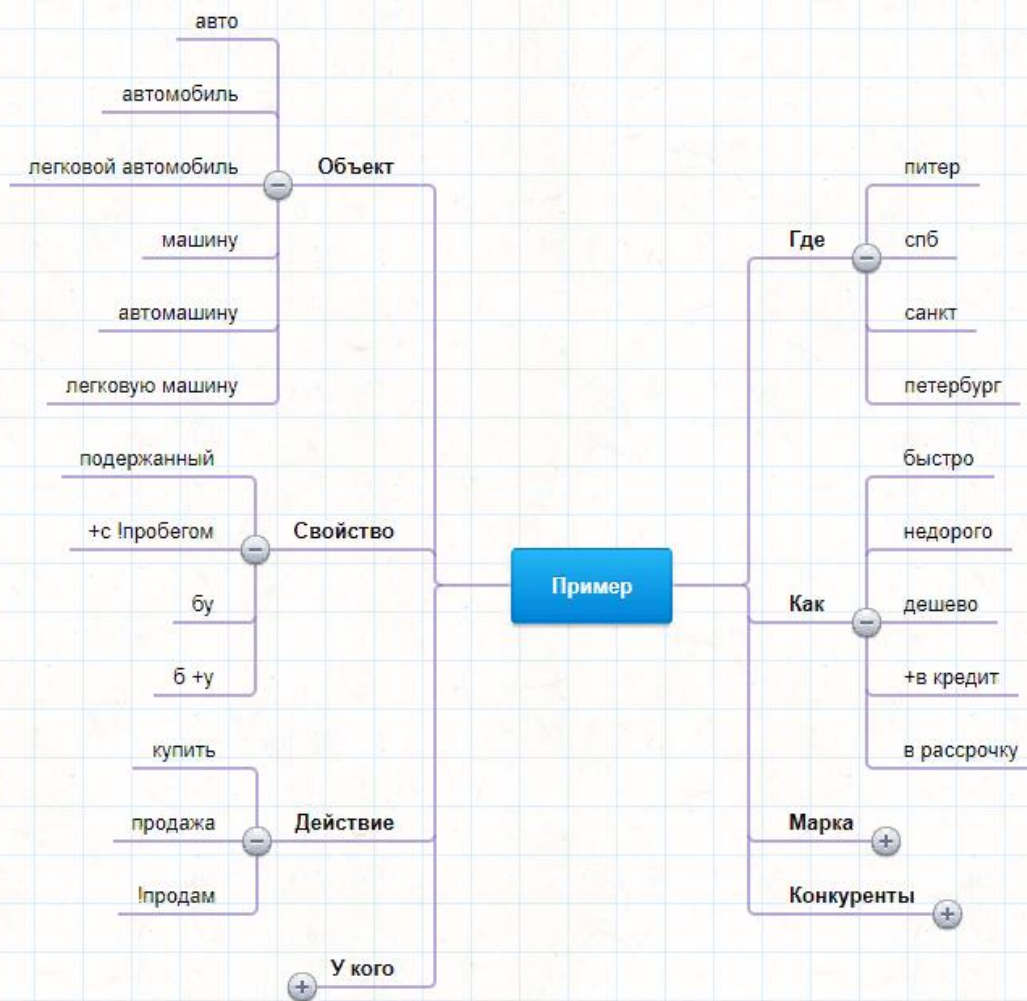 авто
автомобиль
легковой автомобиль
Объект
машину
автомашину
легковую машину
подержанный
+с !пробегом
Свойство
бу
б +у
купить
продажа
Действие
!продам
У кого
Пример
питер
Где
спб
санкт
петербург
быстро
недорого
Как
дешево
+в кредит
в рассрочку
Марка
Конкуренты